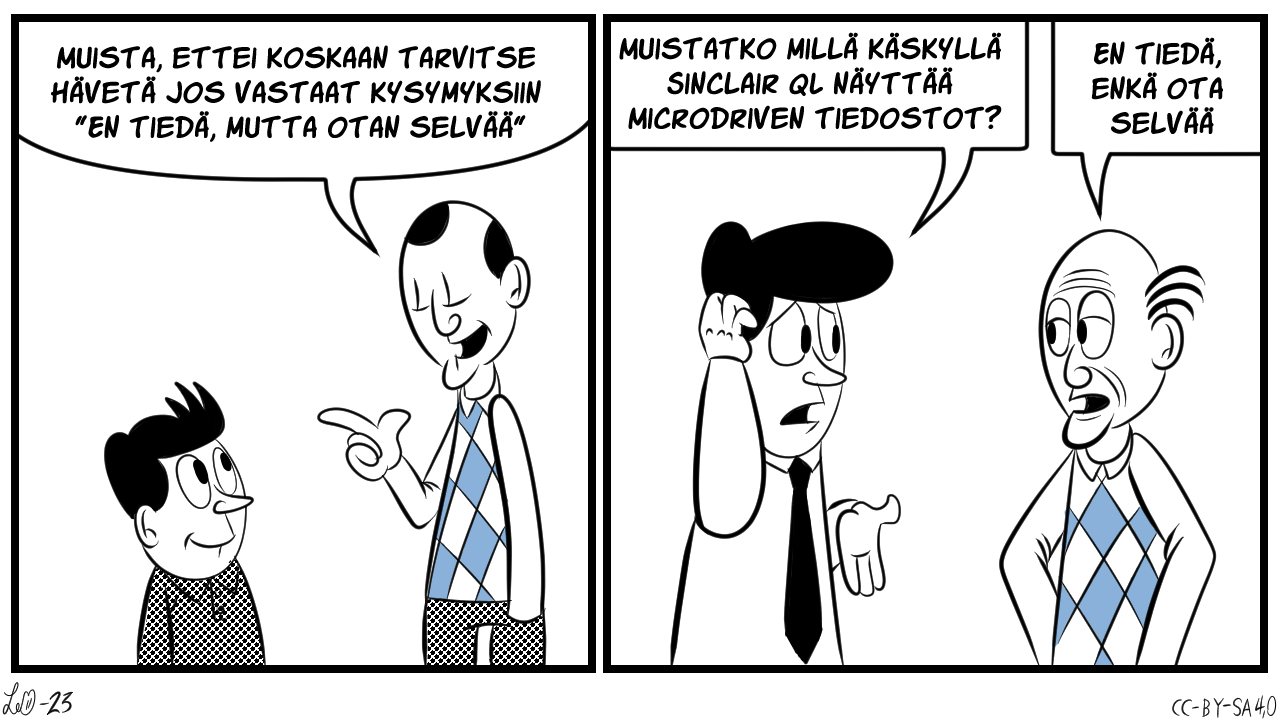 MUISTA, ETTEI KOSKAAN TARVITSE
HÄVETÄ JOS VASTAAT KYSYMYKSIIN
"EN TIEDÄ, MUTTA OTAN SELVÄÄ"
MUISTATKO MILLÄ KÄSKYLLÄ
SINCLAIR QL NÄYTTÄÄ
MICRODRIVEN TIEDOSTOT?
EN TIEDÄ,
ENKÄ OTA
SELVÄÄ
-23
CC-BY-SA 4,0